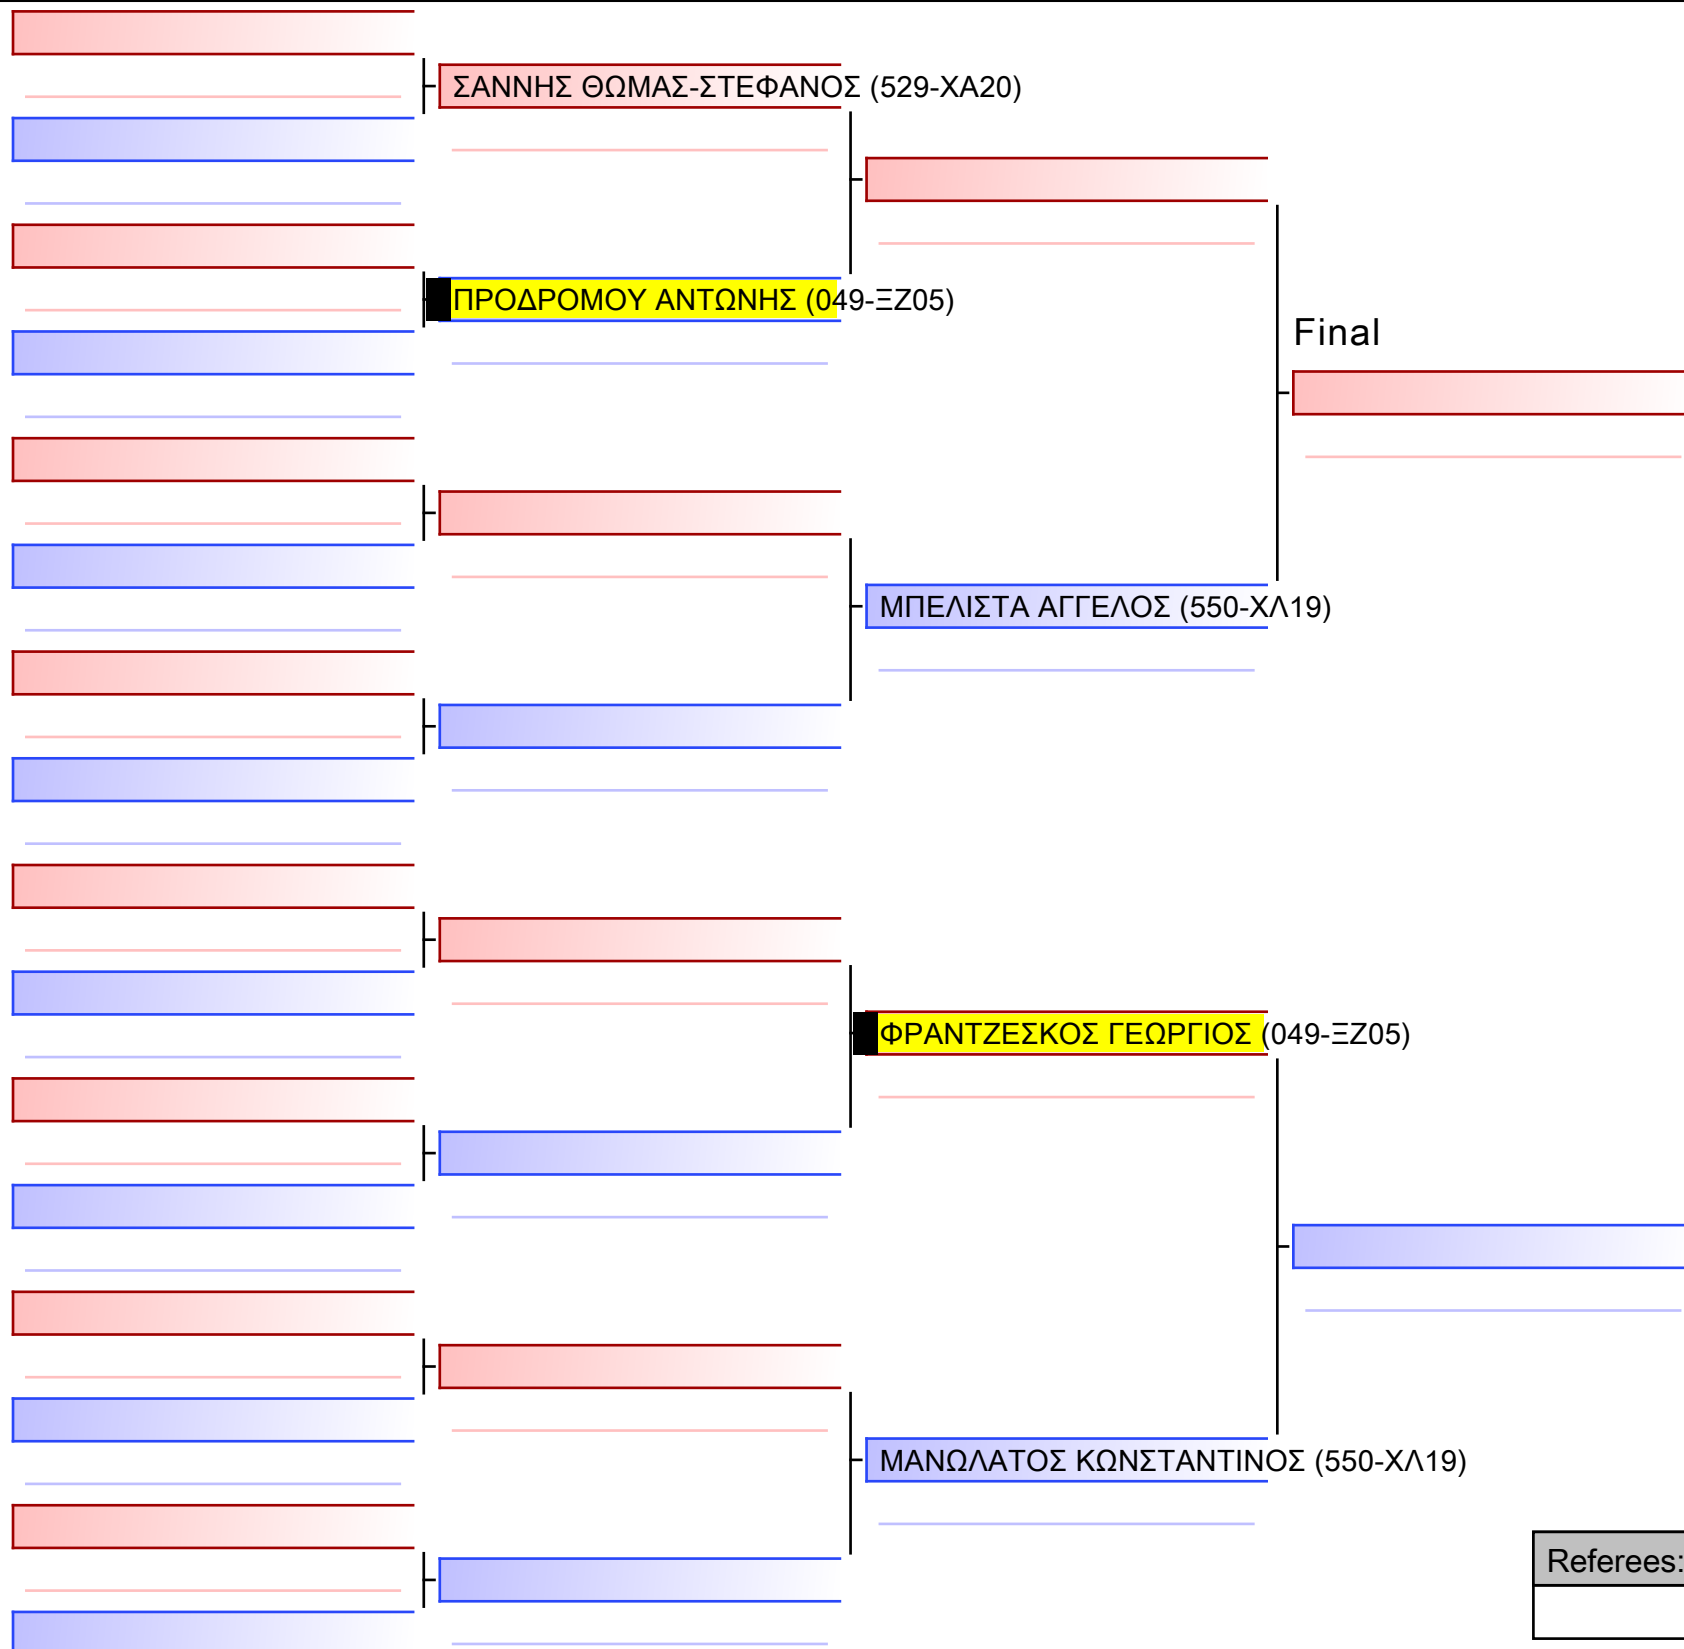 ΣΑΝΝΗΣ ΘΩΜΑΣ-ΣΤΕΦΑΝΟΣ (529-ΧΑ20)
ΠΡΟΔΡΟΜΟΥ ΑΝΤΩΝΗΣ (049-ΞΖ05)
Final
ΜΠΕΛΙΣΤΑ ΑΓΓΕΛΟΣ (550-ΧΛ19)
ΦΡΑΝΤΖΕΣΚΟΣ ΓΕΩΡΓΙΟΣ (049-ΞΖ05)
ΜΑΝΩΛΑΤΟΣ ΚΩΝΣΤΑΝΤΙΝΟΣ (550-ΧΛ19)
Referees: